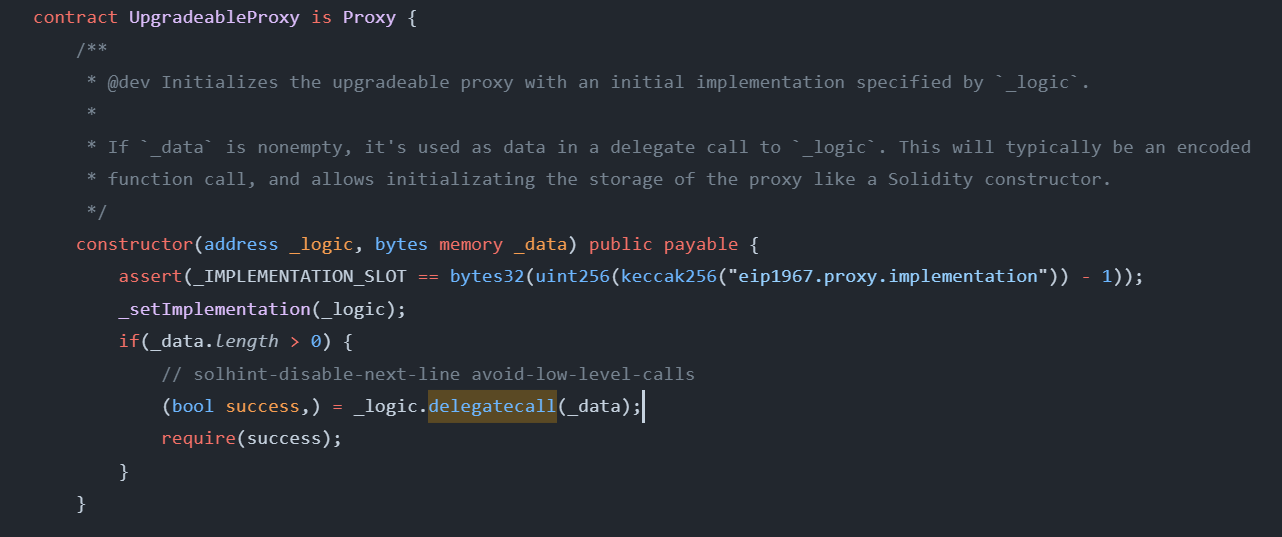 contract UpgradeableProxy is Proxy {
/**
* @dev Initializes the upgradeable proxy with an initial implementation specified by `_logic`.
*
* If `_data` is nonempty, it's used as data in a delegate call to `_logic`. This will typically be an encoded
* function call, and allows initializating the storage of the proxy like a Solidity constructor.
*/
constructor(address _logic, bytes memory _data) public payable {
assert(_IMPLEMENTATION_SLOT == bytes32(uint256(keccak256("eip1967.proxy.implementation")) - 1));
_setImplementation(_logic);
if(_data.length > 0) {
// solhint-disable-next-line avoid-low-level-calls
(bool success,) = _logic.delegatecall(_data);
require(success);
}
}